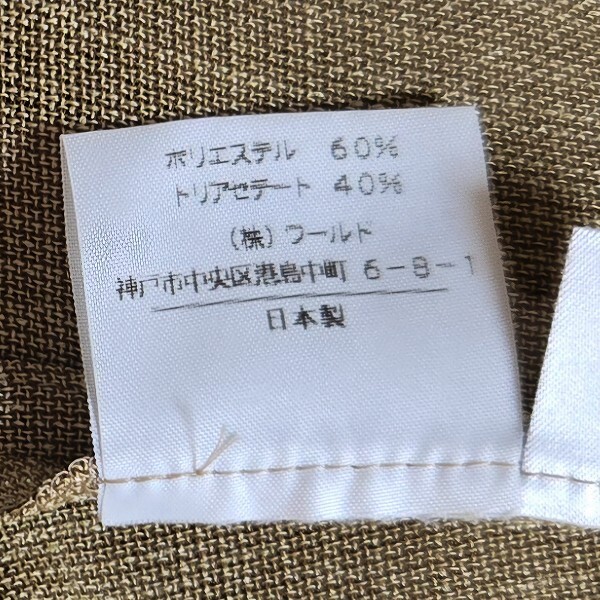 ポリエステル 60%
トリアセテート 40%
(株)ワールド
神戸市中央区港島中町 6-8-1
日本製